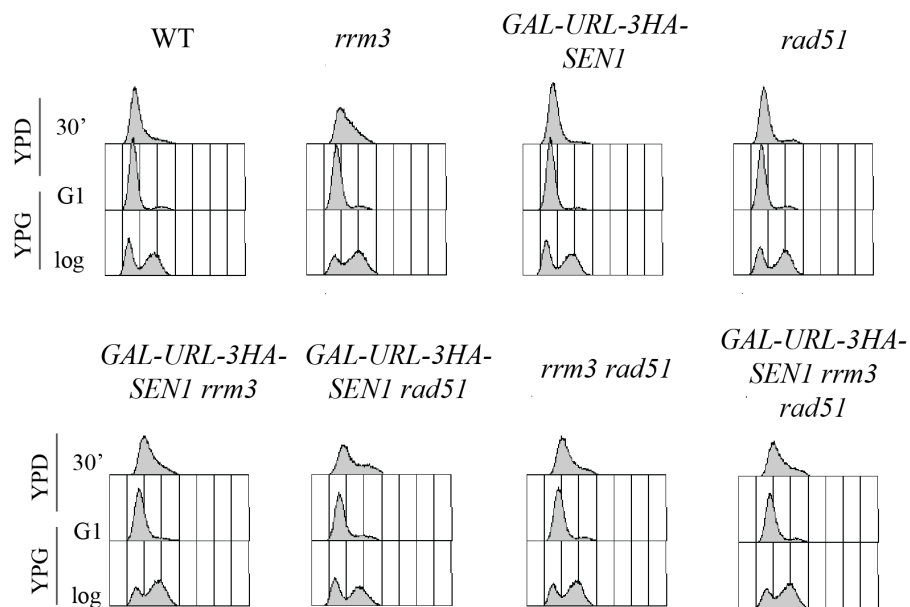 WT
rrm3
GAL-URL-3HA-
SEN1
rad51
YPD
30’
YPG
G1
log
GAL-URL-3HA-
SEN1 rrm3
GAL-URL-3HA-
SEN1 rad51
rrm3 rad51
GAL-URL-3HA-
SEN1 rrm3
rad51
YPD
30’
YPG
G1
log